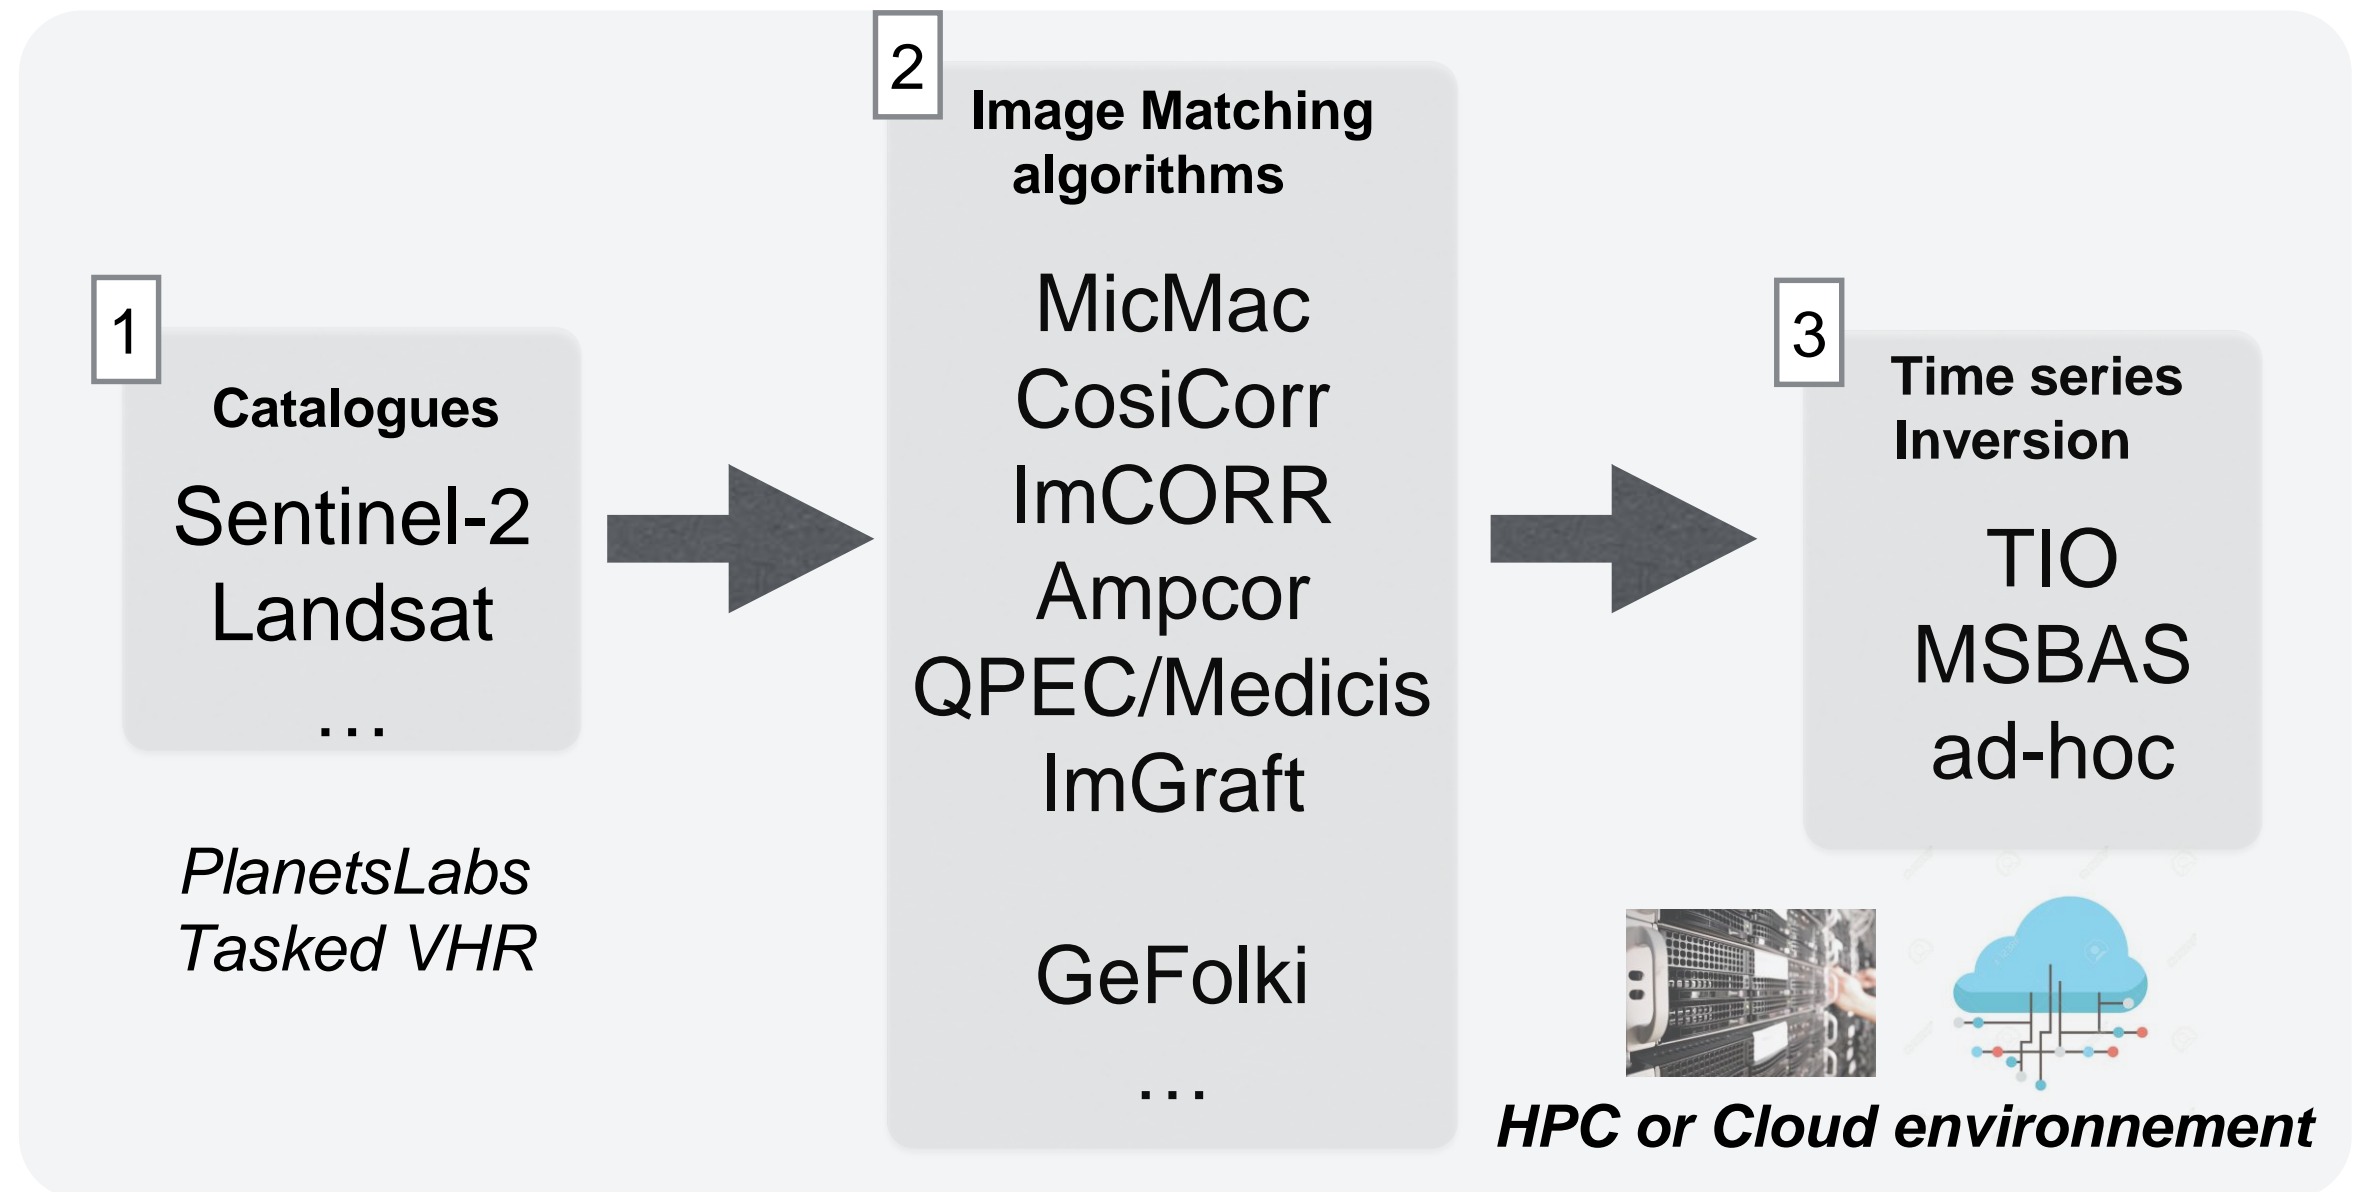 1
Catalogues
Sentinel-2
Landsat
…
PlanetsLabs
Tasked VHR
2
Image Matching
algorithms
MicMac
CosiCorr
ImCORR
Ampcor
QPEC/Medicis
ImGraft
GeFolki
…
3
Time series
Inversion
TIO
MSBAS
ad-hoc
HPC or Cloud environnement